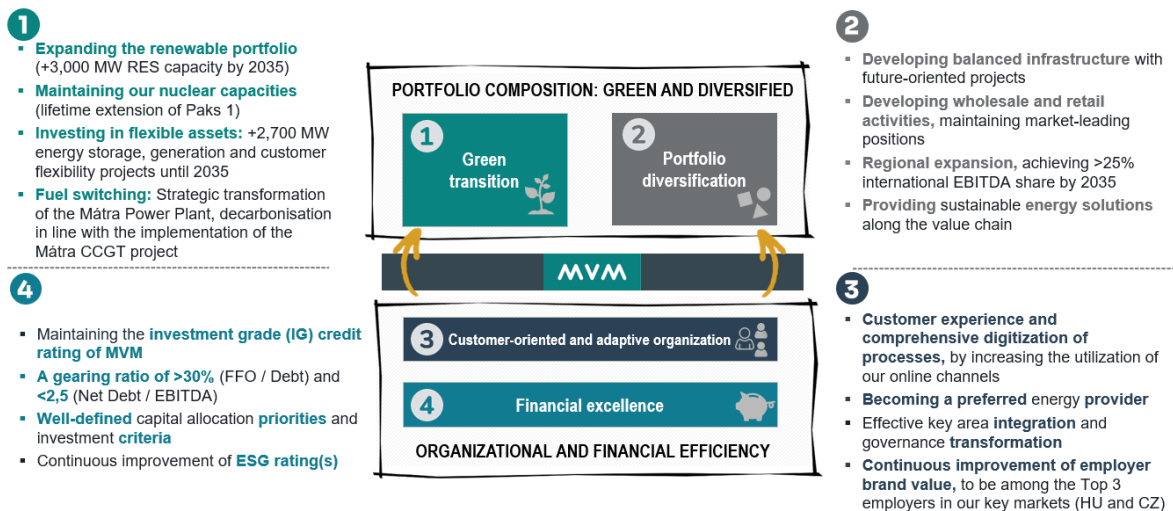 1
▪ Expanding the renewable portfolio
(+3,000 MW RES capacity by 2035)
▪ Maintaining our nuclear capacities
(lifetime extension of Paks 1)
▪ Investing in flexible assets: +2,700 MW
energy storage, generation and customer
flexibility projects until 2035
▪ Fuel switching: Strategic transformation
of the Mátra Power Plant, decarbonisation
in line with the implementation of the
Mátra CCGT project
PORTFOLIO COMPOSITION: GREEN AND DIVERSIFIED
1
Green
transition
2
Portfolio
diversification
2
▪ Developing balanced infrastructure with
future-oriented projects
▪ Developing wholesale and retail
activities, maintaining market-leading
positions
▪ Regional expansion, achieving >25%
international EBITDA share by 2035
▪ Providing sustainable energy solutions
along the value chain
MVM
4
▪ Maintaining the investment grade (IG) credit
rating of MVM
▪ A gearing ratio of >30% (FFO / Debt) and
<2,5 (Net Debt / EBITDA)
▪ Well-defined capital allocation priorities and
investment criteria
▪ Continuous improvement of ESG rating(s)
3 Customer-oriented and adaptive organization
4 Financial excellence
ORGANIZATIONAL AND FINANCIAL EFFICIENCY
3
▪ Customer experience and
comprehensive digitization of
processes, by increasing the utilization of
our online channels
▪ Becoming a preferred energy provider
▪ Effective key area integration and
governance transformation
▪ Continuous improvement of employer
brand value, to be among the Top 3
employers in our key markets (HU and CZ)